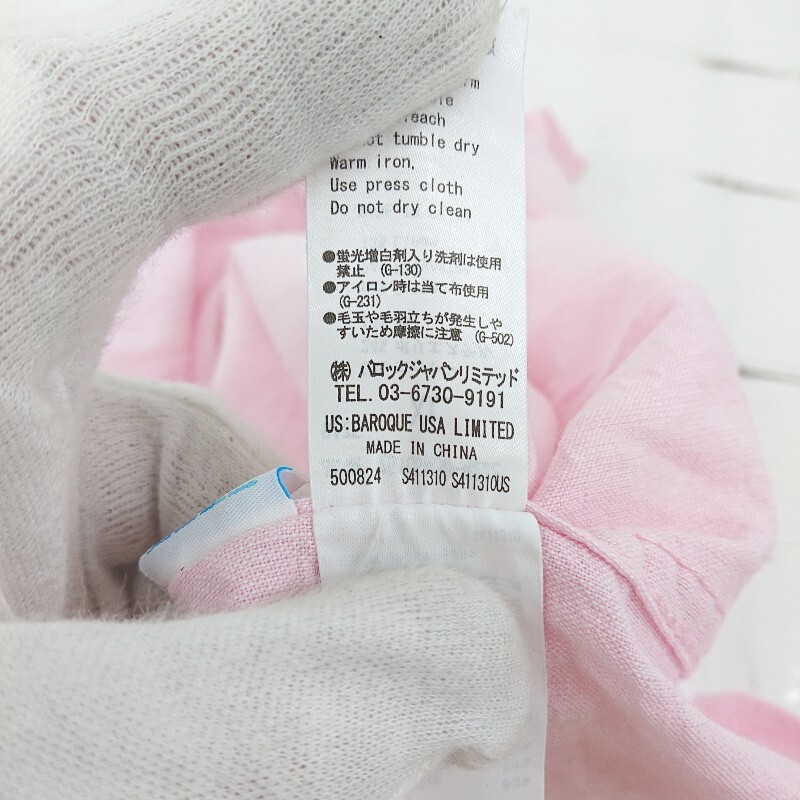 tumble dry
Warm iron,
Use press cloth
Do not dry clean
●蛍光増白剤入り洗剤は使用
禁止 (G-130)
●アイロン時は当て布使用
(G-231)
●毛玉や毛羽立ちが発生しや
すいため摩擦に注意 (G-502)
㈱ バロックジャパンリミテッド
TEL. 03-6730-9191
US:BAROQUE USA LIMITED
MADE IN CHINA
500824 S411310 S411310US